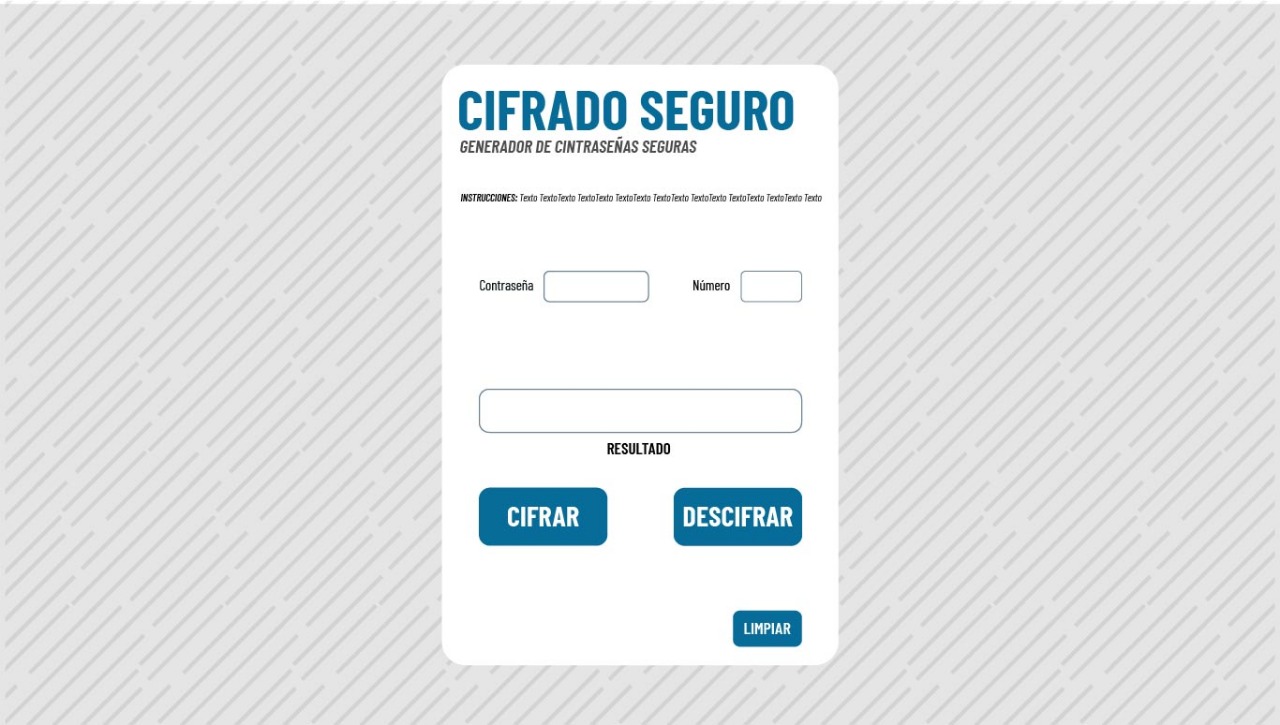 CIFRADO SEGURO
GENERADOR DE CINTRASEÑAS SEGURAS
INSTRUCCIONES: Texto TextoTexto TextoTexto TextoTexto TextoTexto TextoTexto TextoTexto TextoTexto Texto
Contraseña
Número
RESULTADO
CIFRAR
DESCIFRAR
LIMPIAR